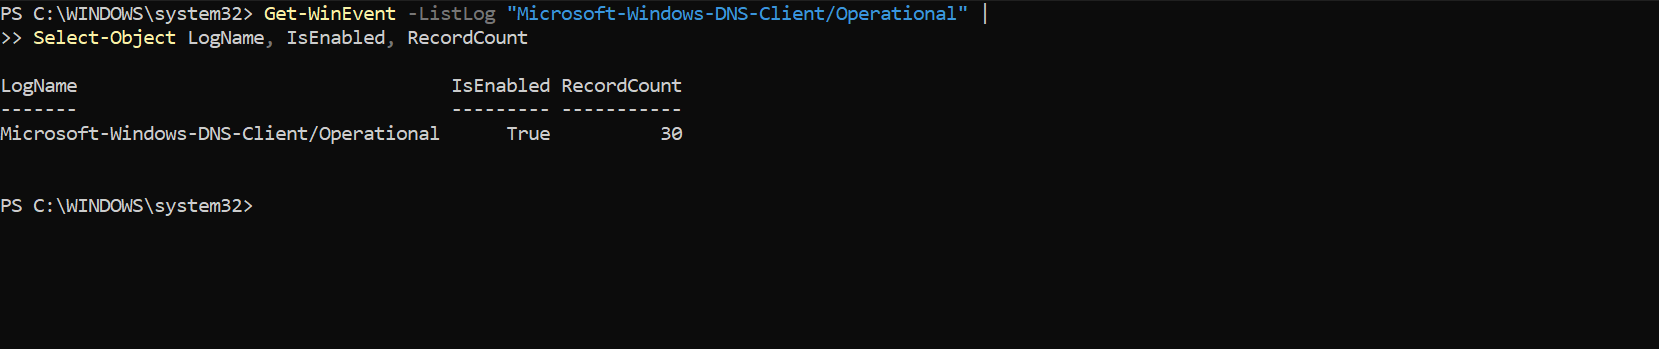 PS C:\WINDOWS\system32> Get-WinEvent -ListLog "Microsoft-Windows-DNS-Client/Operational" |
>> Select-Object LogName, IsEnabled, RecordCount
LogName                                  IsEnabled RecordCount
-------                                  --------- -----------
Microsoft-Windows-DNS-Client/Operational      True          30
PS C:\WINDOWS\system32>